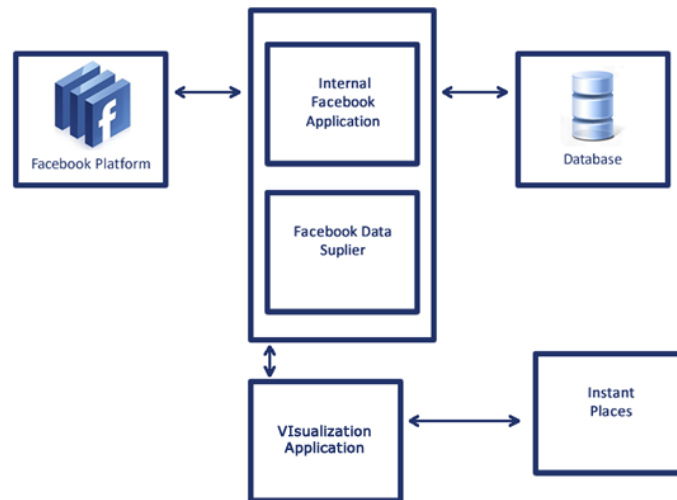 Internal
Facebook
Application
f
Facebook Platform
Database
Facebook Data
Suplier
Instant
Places
VIsualization
Application